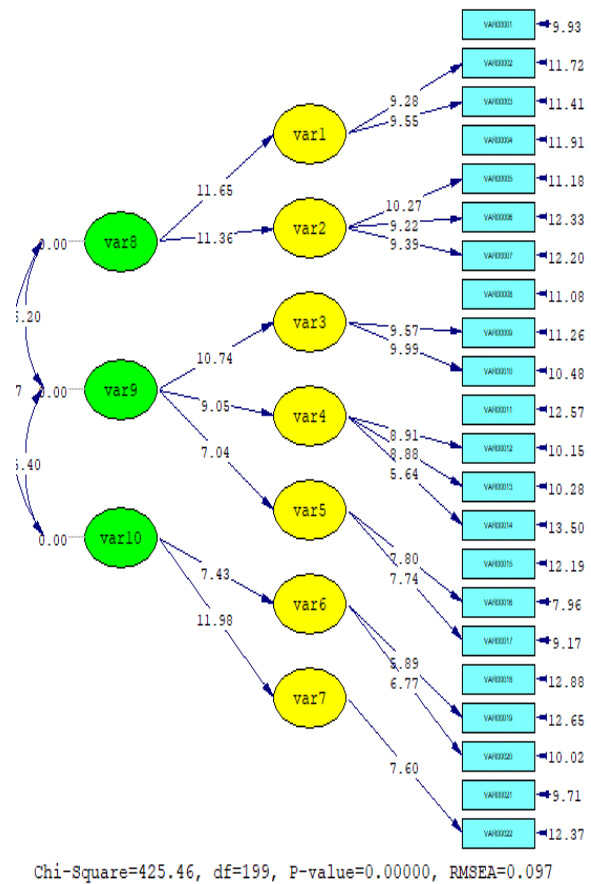 VAR00001 9.93
VAR00002 11.72
9.28
VAR00003 11.41
9.55
var1
VAR00004 11.91
VAR00005 11.18
11.65
10.27
VAR00006 12.33
9.22
var2
11.36
0.00 var8
9.39
VAR00007 12.20
VAR00008 11.08
.20
var3
9.57
VAR00009 11.26
9.99
10.74
VAR00010 10.48
7 0.00 var9
9.05
VAR00011 12.57
var4
8.91
VAR00012 10.15
7.04
8.88
.40
5.64
VAR00013 10.28
var5
VAR00014 13.50
0.00 var10
VAR00015 12.19
7.80
7.43
7.74
VAR00016 7.96
var6
11.98
VAR00017 9.17
.89
VAR00018 12.88
6.77
var7
VAR00019 12.65
VAR00020 10.02
7.60
VAR00021 9.71
VAR00022 12.37
Chi-Square=425.46, df=199, P-value=0.00000, RMSEA=0.097